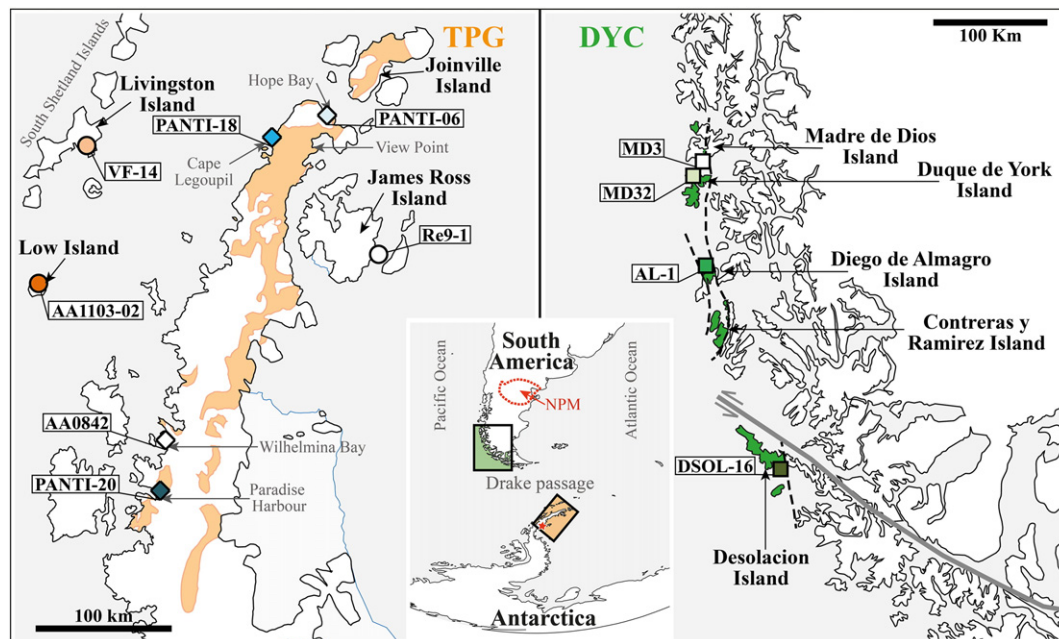 South Shetland Islands
TPG
Joinville
Island
Hope Bay
Livingston
Island
PANTI-18
PANTI-06
Cape
Legoupil
View Point
VF-14
James Ross
Island
Re9-1
Low Island
AA1103-02
AA0842
Wilhelmina Bay
PANTI-20
Paradise
Harbour
100 km
South
America
Pacific Ocean
Atlantic Ocean
NPM
Drake passage
Antarctica
DYC
100 Km
Madre de Dios
Island
MD3
Duque de York
Island
MD32
Diego de Almagro
Island
AL-1
Contreras y
Ramirez Island
DSOL-16
Desolacion
Island